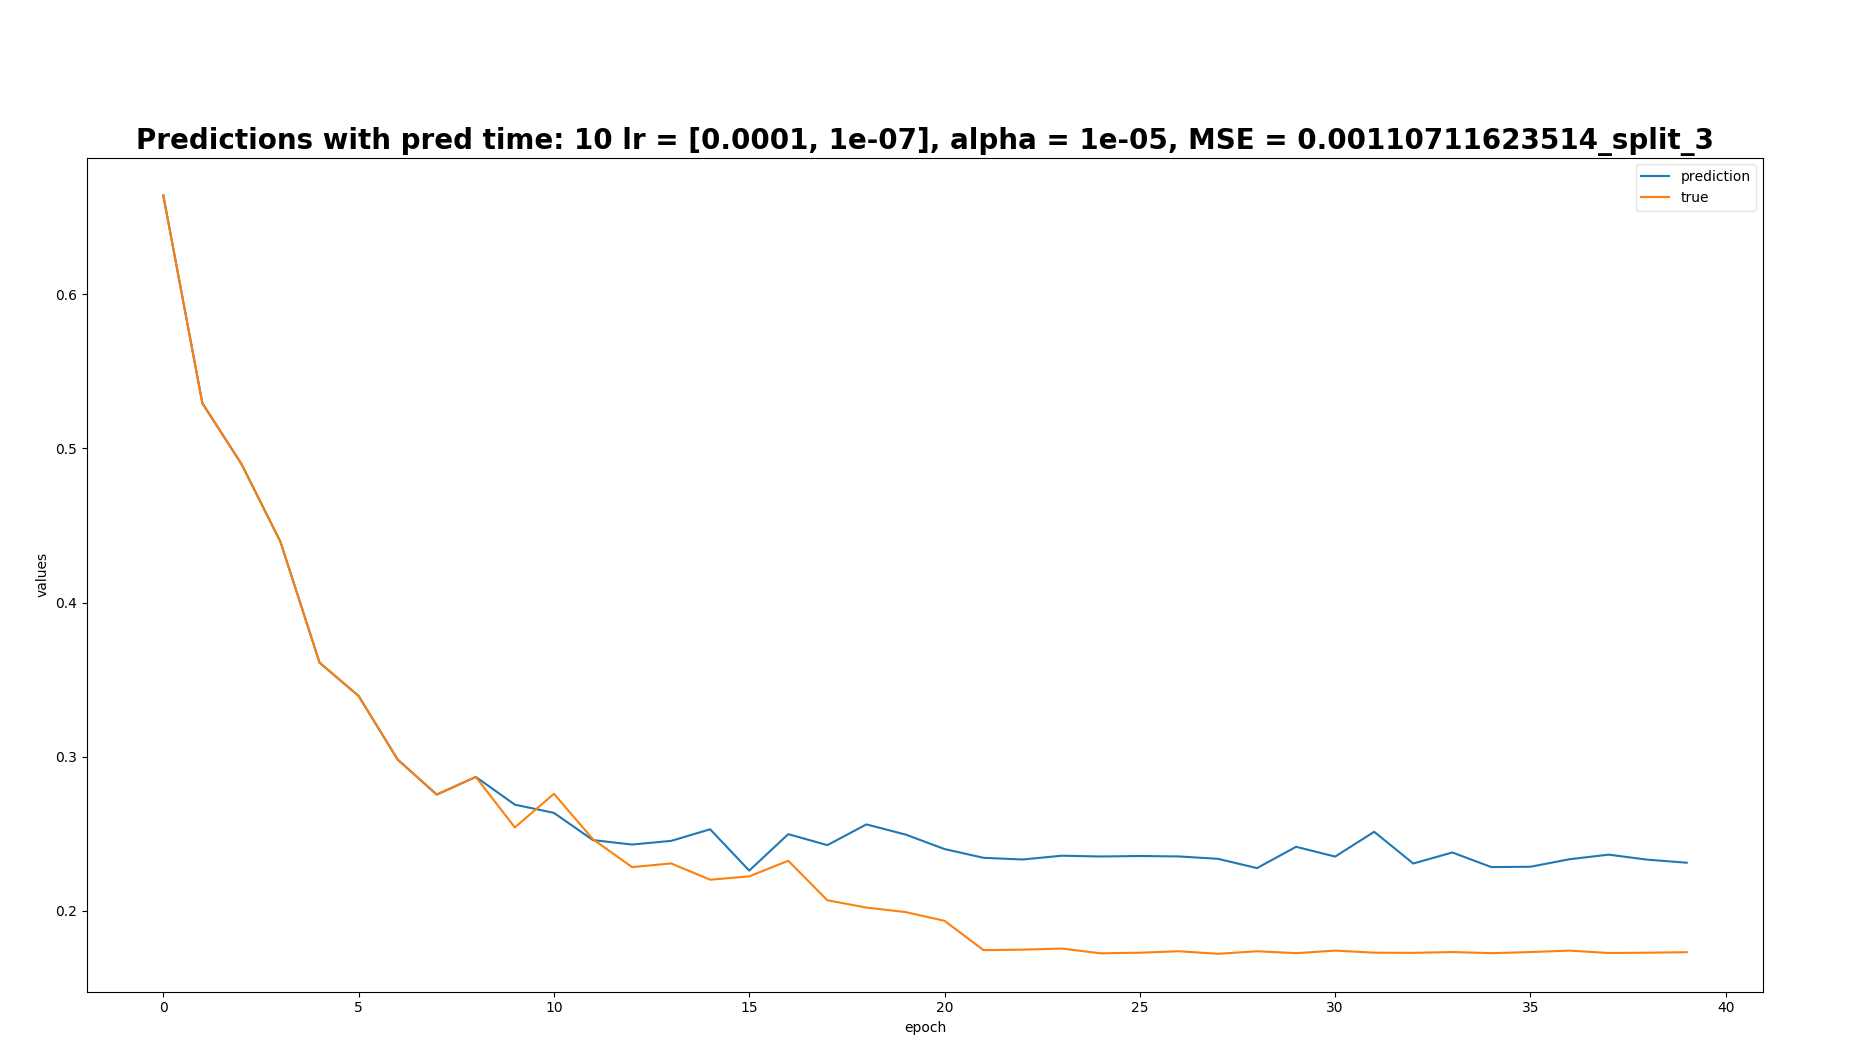 Predictions with pred time: 10 lr = [0.0001, 1e-07], alpha = 1e-05, MSE = 0.00110711623514_split_3
prediction
true
values
0.6
0.5
0.4
0.3
0.2
0 5 10 15 20 25 30 35 40
epoch